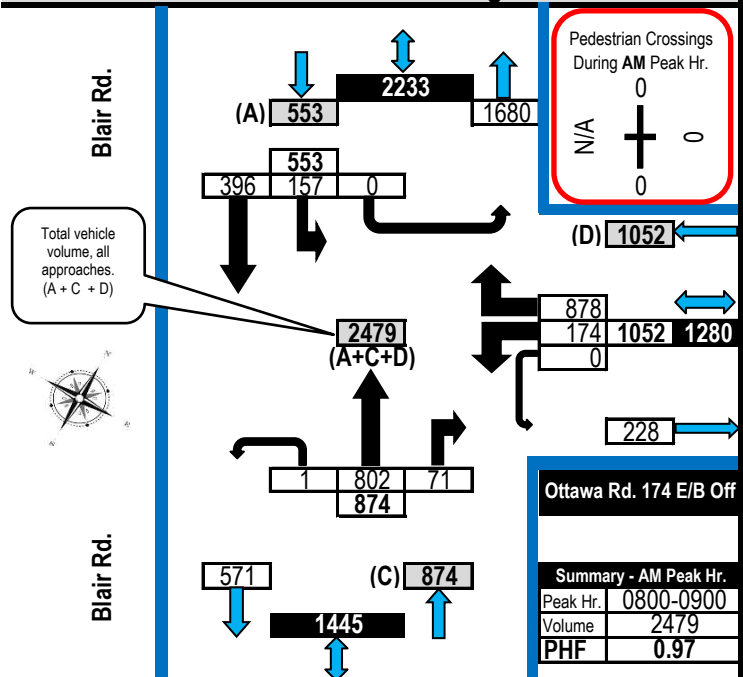 Blair Rd.
Pedestrian Crossings
During AM Peak Hr.
0
N/A
0
0
2233
(A) 553
1680
553
396 157 0
(D) 1052
Total vehicle
volume, all
approaches.
(A + C + D)
2479
(A+C+D)
878
174 1052 1280
0
228
N
E
S
W
1 802 71
874
Ottawa Rd. 174 E/B Off
Blair Rd.
571
(C) 874
1445
Summary - AM Peak Hr.
Peak Hr. 0800-0900
Volume 2479
PHF 0.97